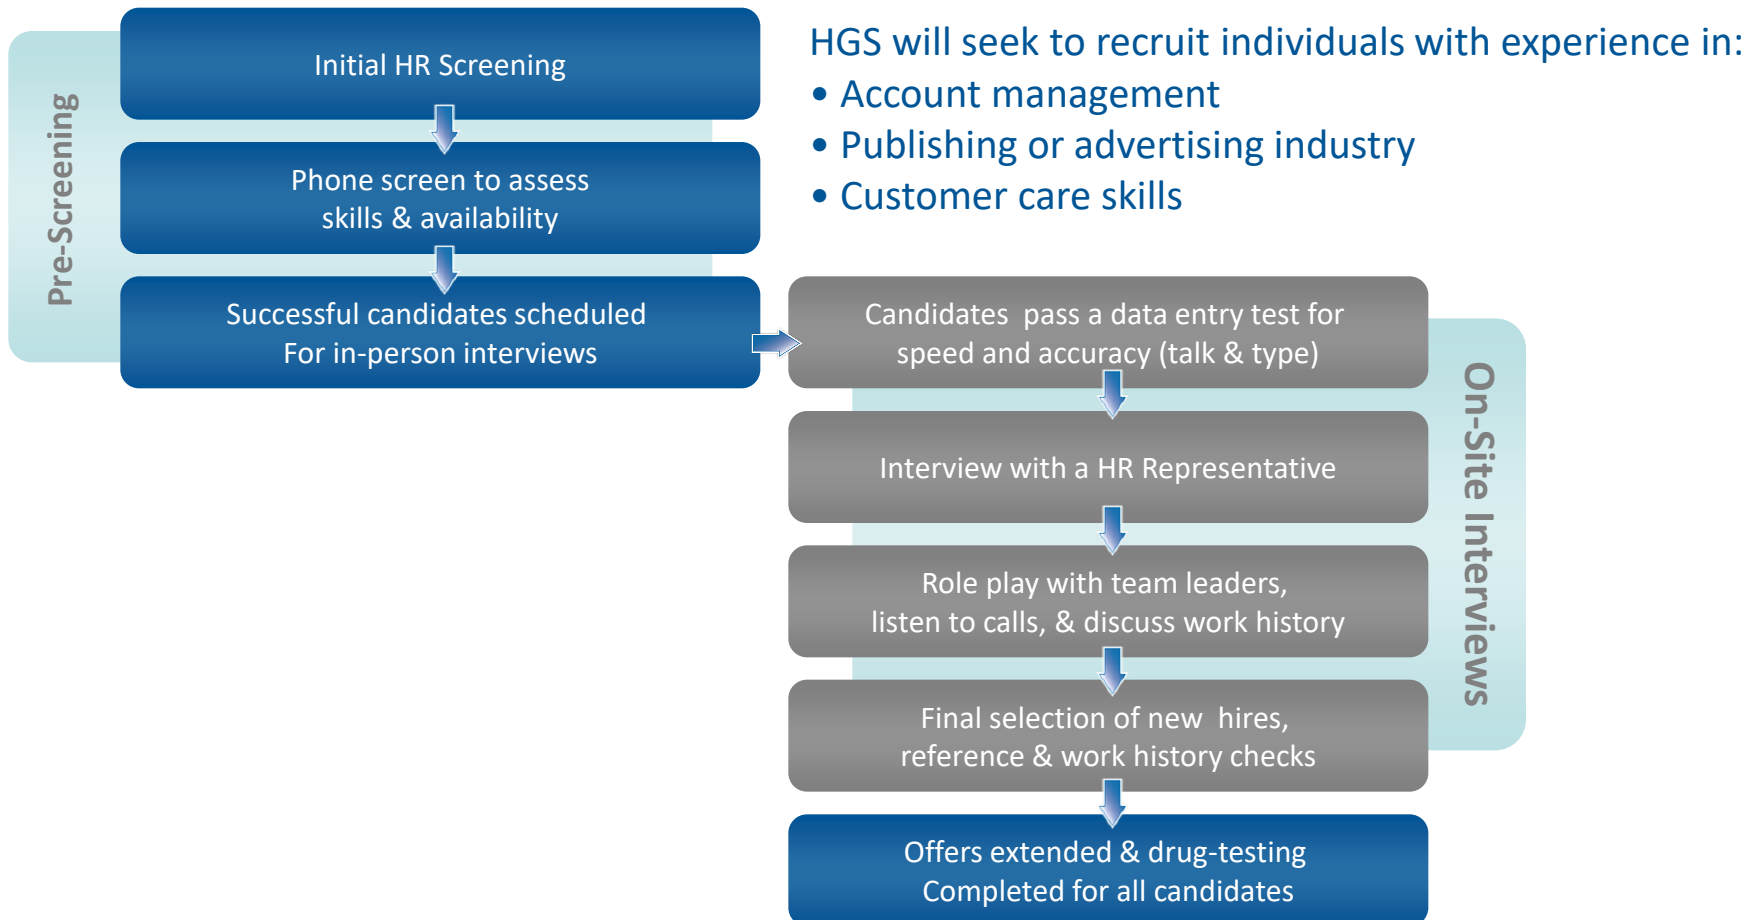 Pre-Screening
Initial HR Screening
Phone screen to assess
skills & availability
Successful candidates scheduled
For in-person interviews
HGS will seek to recruit individuals with experience in:
• Account management
• Publishing or advertising industry
• Customer care skills
Candidates  pass a data entry test for
speed and accuracy (talk & type)
Interview with a HR Representative
Role play with team leaders,
listen to calls, & discuss work history
Final selection of new  hires,
reference & work history checks
On-Site Interviews
Offers extended & drug-testing
Completed for all candidates